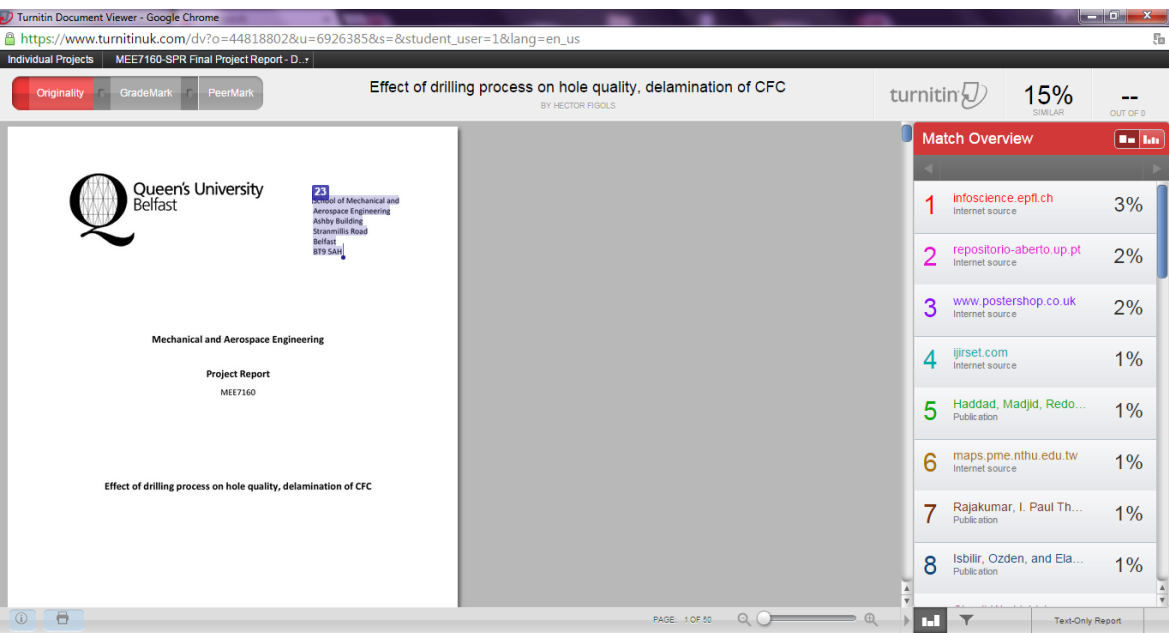 Turnitin Document Viewer - Google Chrome
https://www.turnitinuk.com/dv?o=44818802&u=6926385&s=&student_user=1&lang=en_us
Individual Projects MEE7160-SPR Final Project Report - D...
Originality GradeMark PeerMark
Effect of drilling process on hole quality, delamination of CFC
BY HECTOR FIGOLS
turnitin
15%
SIMILAR
--
OUT OF 0
Queen's University
Belfast
23
School of Mechanical and
Aerospace Engineering
Ashby Building
Stranmillis Road
Belfast
BT9 5AH
Mechanical and Aerospace Engineering
Project Report
MEE7160
Effect of drilling process on hole quality, delamination of CFC
Match Overview
1 infoscience.epfl.ch 3%
Internet source
2 repositorio-aberto.up.pt 2%
Internet source
3 www.postershop.co.uk 2%
Internet source
4 ijirset.com 1%
Internet source
5 Haddad, Madjid, Redo... 1%
Publication
6 maps.pme.nthu.edu.tw 1%
Internet source
7 Rajakumar, I. Paul Th... 1%
Publication
8 Isbilir, Ozden, and Ela... 1%
Publication
PAGE: 1 OF 50
Text-Only Report